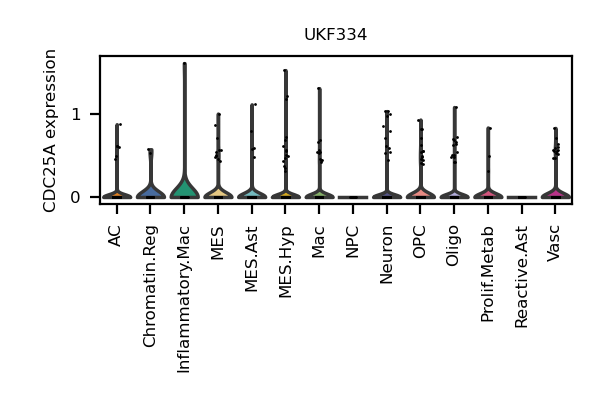 UKF334
CDC25A expression
1
0
AC
Chromatin.Reg
Inflammatory.Mac
MES
MES.Ast
MES.Hyp
Mac
NPC
Neuron
OPC
Oligo
Prolif.Metab
Reactive.Ast
Vasc